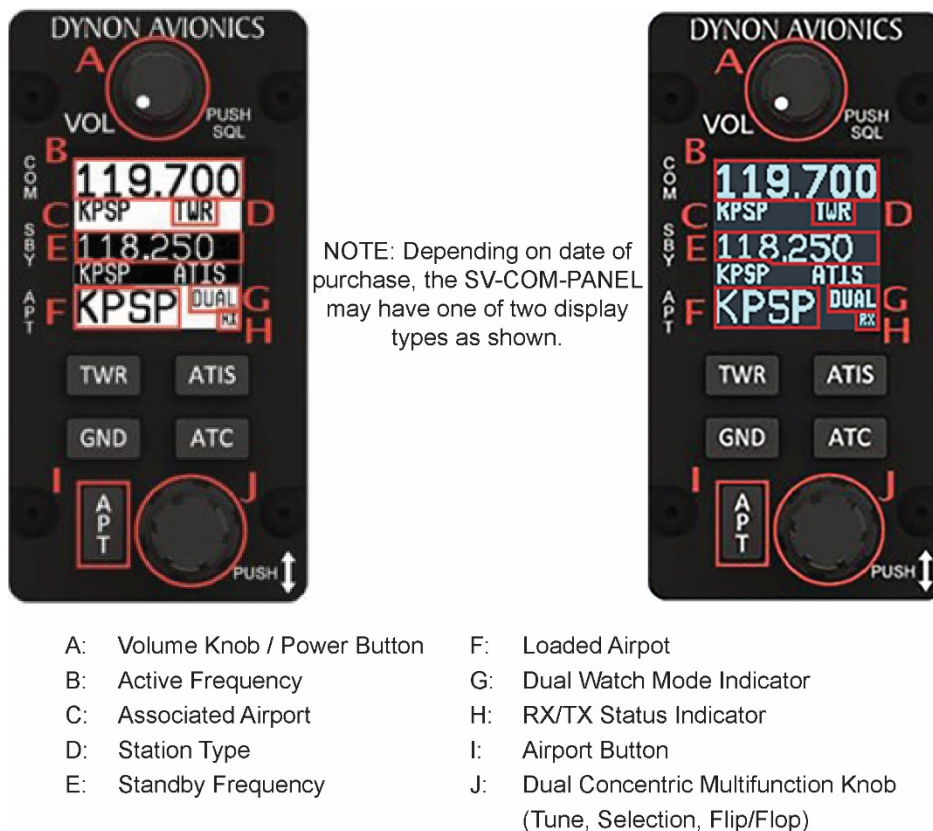 DYNON AVIONICS
A
VOL
PUSH
SQL
COM
B
119.700
C
KPSP TWR
D
SBY
E
118.250
KPSP ATIS
APT
F
KPSP DUAL
G
RX
H
TWR ATIS
GND ATC
I
APT
J
PUSH
NOTE: Depending on date of
purchase, the SV-COM-PANEL
may have one of two display
types as shown.
DYNON AVIONICS
A
VOL
PUSH
SQL
COM
B
119.700
C
KPSP TWR
D
SBY
E
118.250
KPSP ATIS
APT
F
KPSP DUAL
G
RX
H
TWR ATIS
GND ATC
I
APT
J
PUSH
A: Volume Knob / Power Button
B: Active Frequency
C: Associated Airport
D: Station Type
E: Standby Frequency
F: Loaded Airpot
G: Dual Watch Mode Indicator
H: RX/TX Status Indicator
I: Airport Button
J: Dual Concentric Multifunction Knob
(Tune, Selection, Flip/Flop)